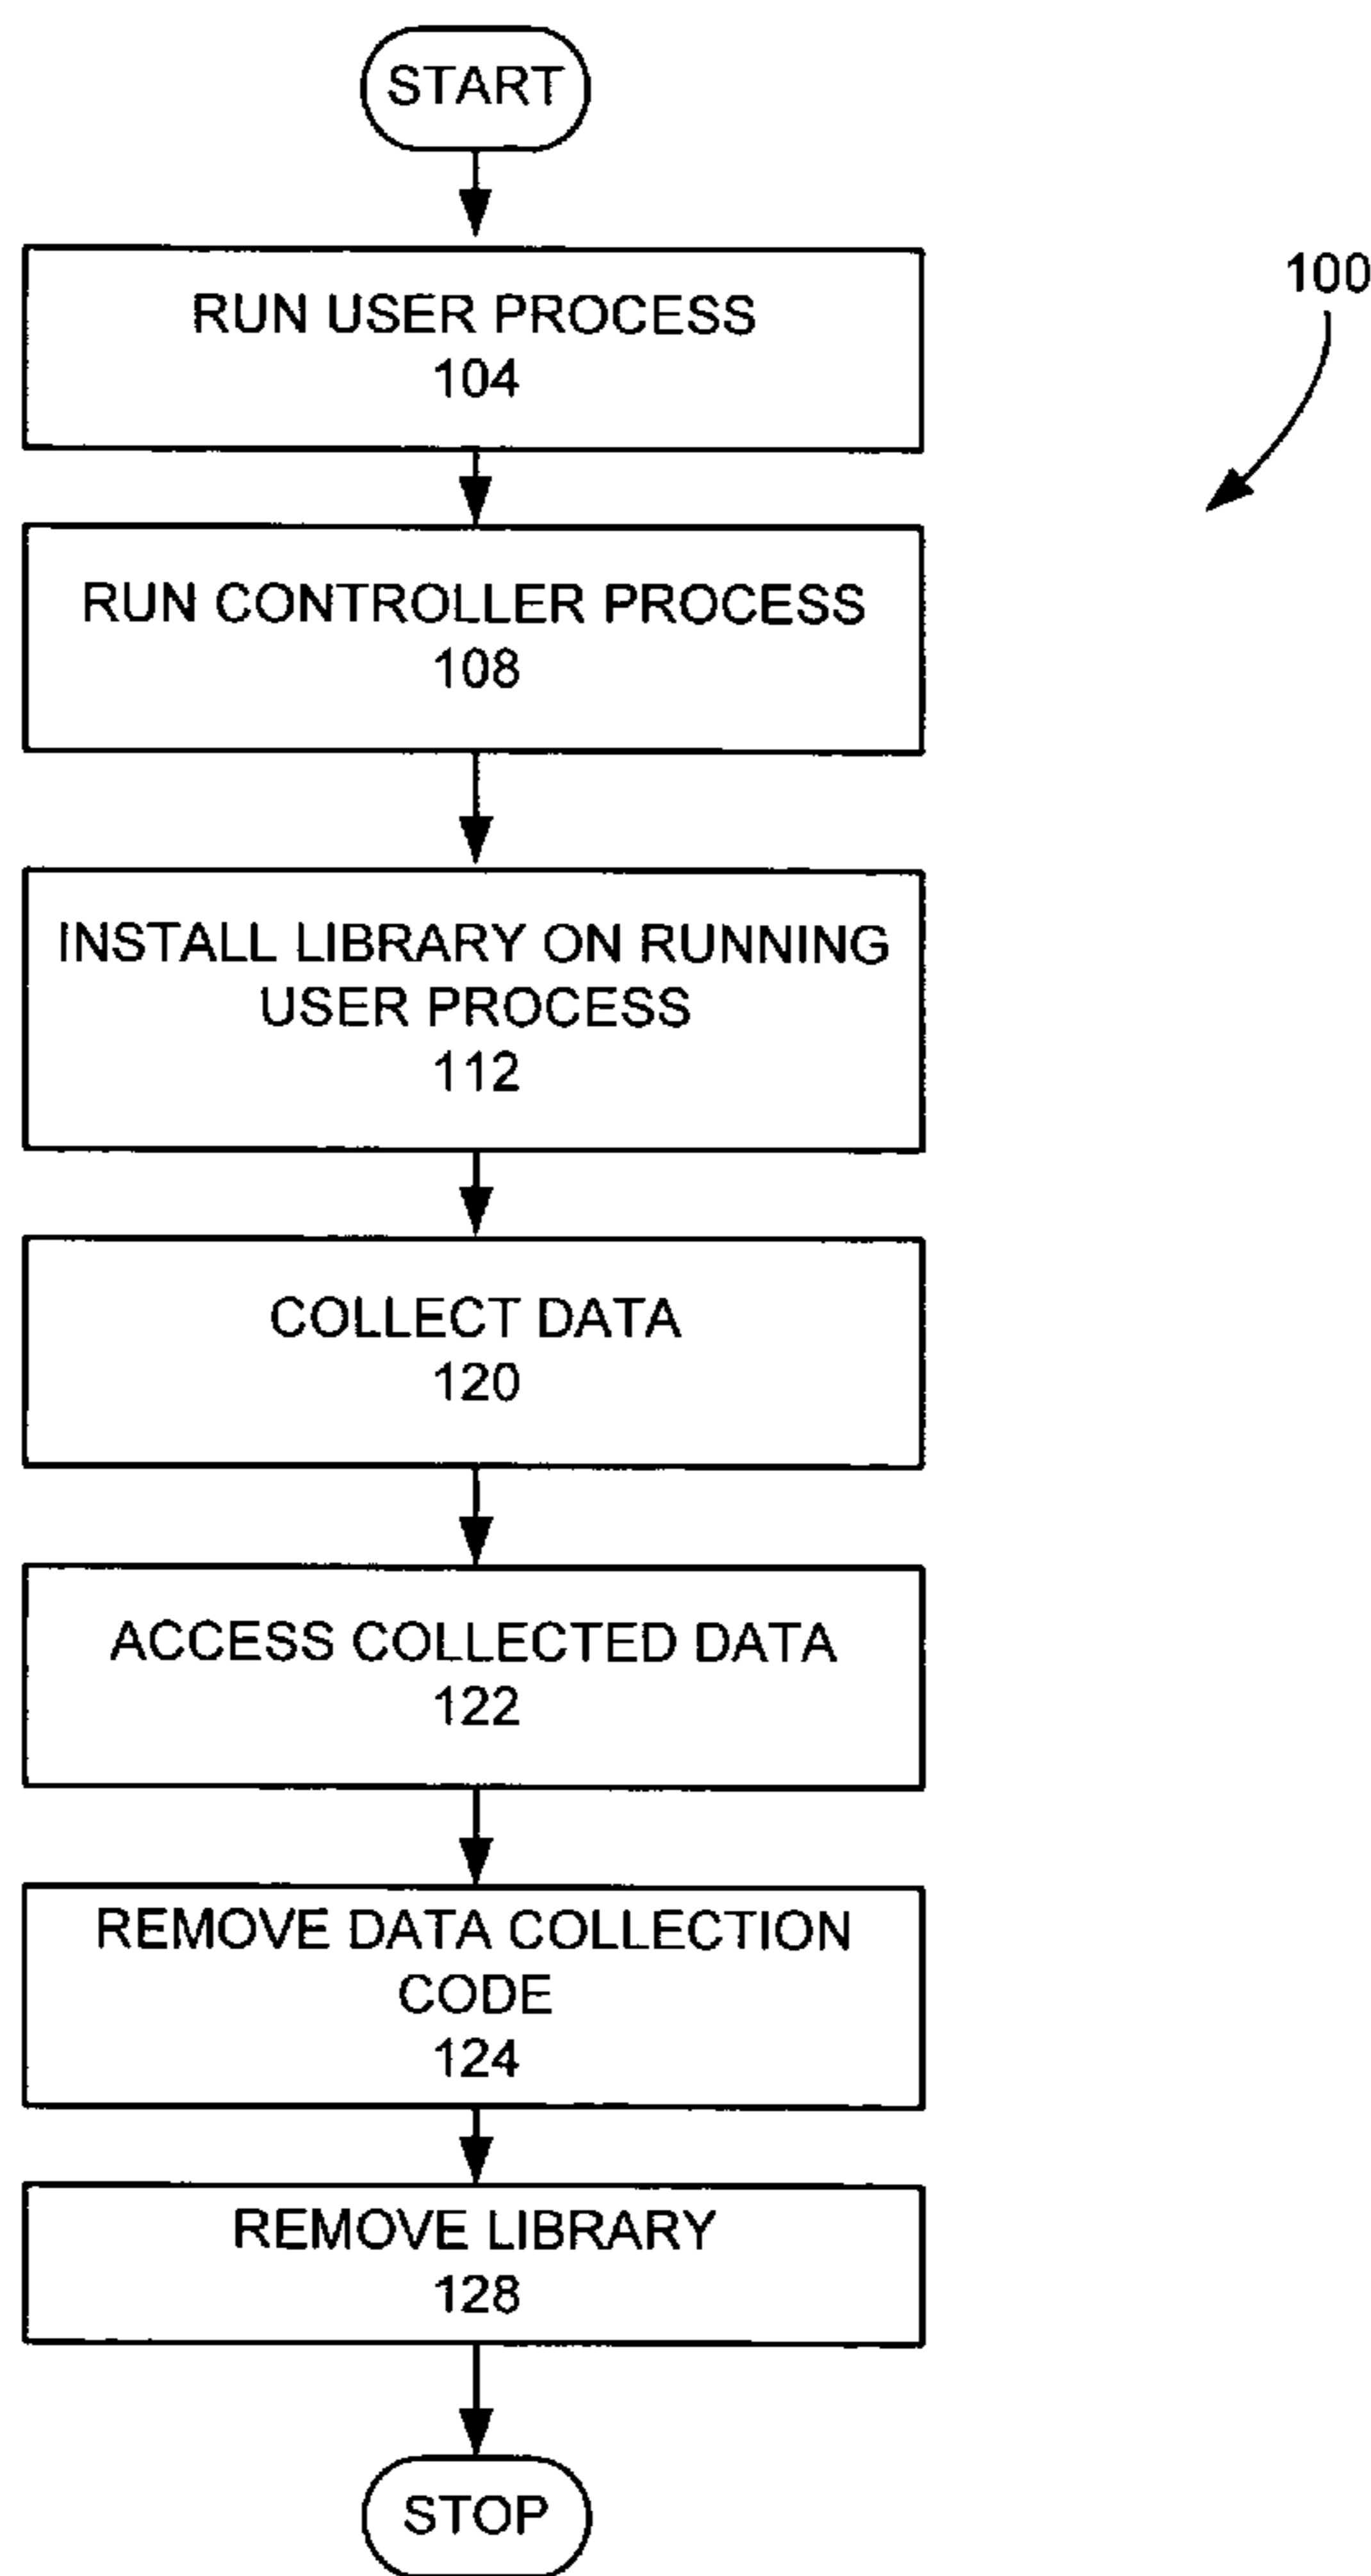 START
RUN USER PROCESS
104
100
RUN CONTROLLER PROCESS
108
INSTALL LIBRARY ON RUNNING
USER PROCESS
112
COLLECT DATA
120
ACCESS COLLECTED DATA
122
REMOVE DATA COLLECTION
CODE
124
REMOVE LIBRARY
128
STOP